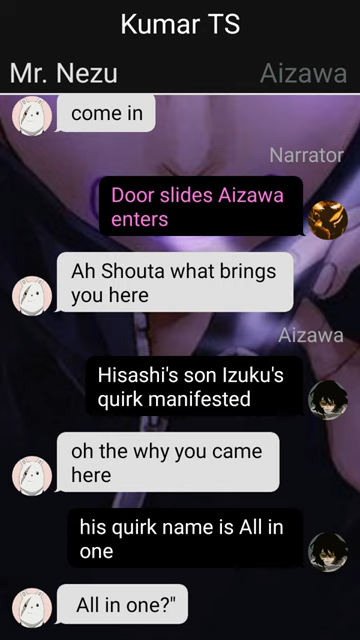 Kumar TS
Mr. Nezu
Aizawa
come in
Narrator
Door slides Aizawa
enters
Ah Shouta what brings
you here
Aizawa
Hisashi's son Izuku's
quirk manifested
oh the why you came
here
his quirk name is All in
one
All in one?"